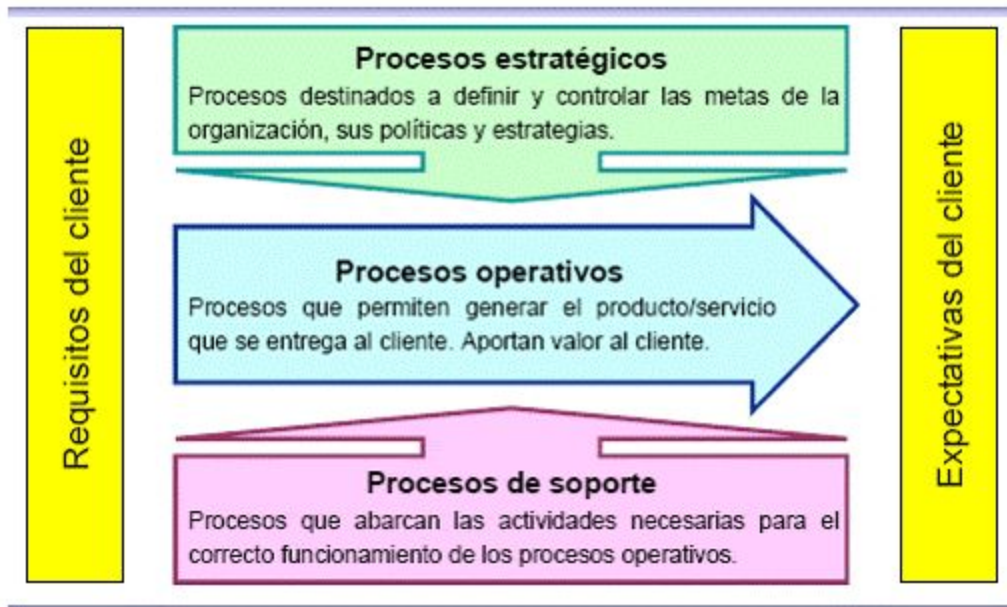 Requisitos del cliente
Procesos estratégicos
Procesos destinados a definir y controlar las metas de la
organización, sus políticas y estrategias.
Procesos operativos
Procesos que permiten generar el producto/servicio
que se entrega al cliente. Aportan valor al cliente.
Procesos de soporte
Procesos que abarcan las actividades necesarias para el
correcto funcionamiento de los procesos operativos.
Expectativas del cliente